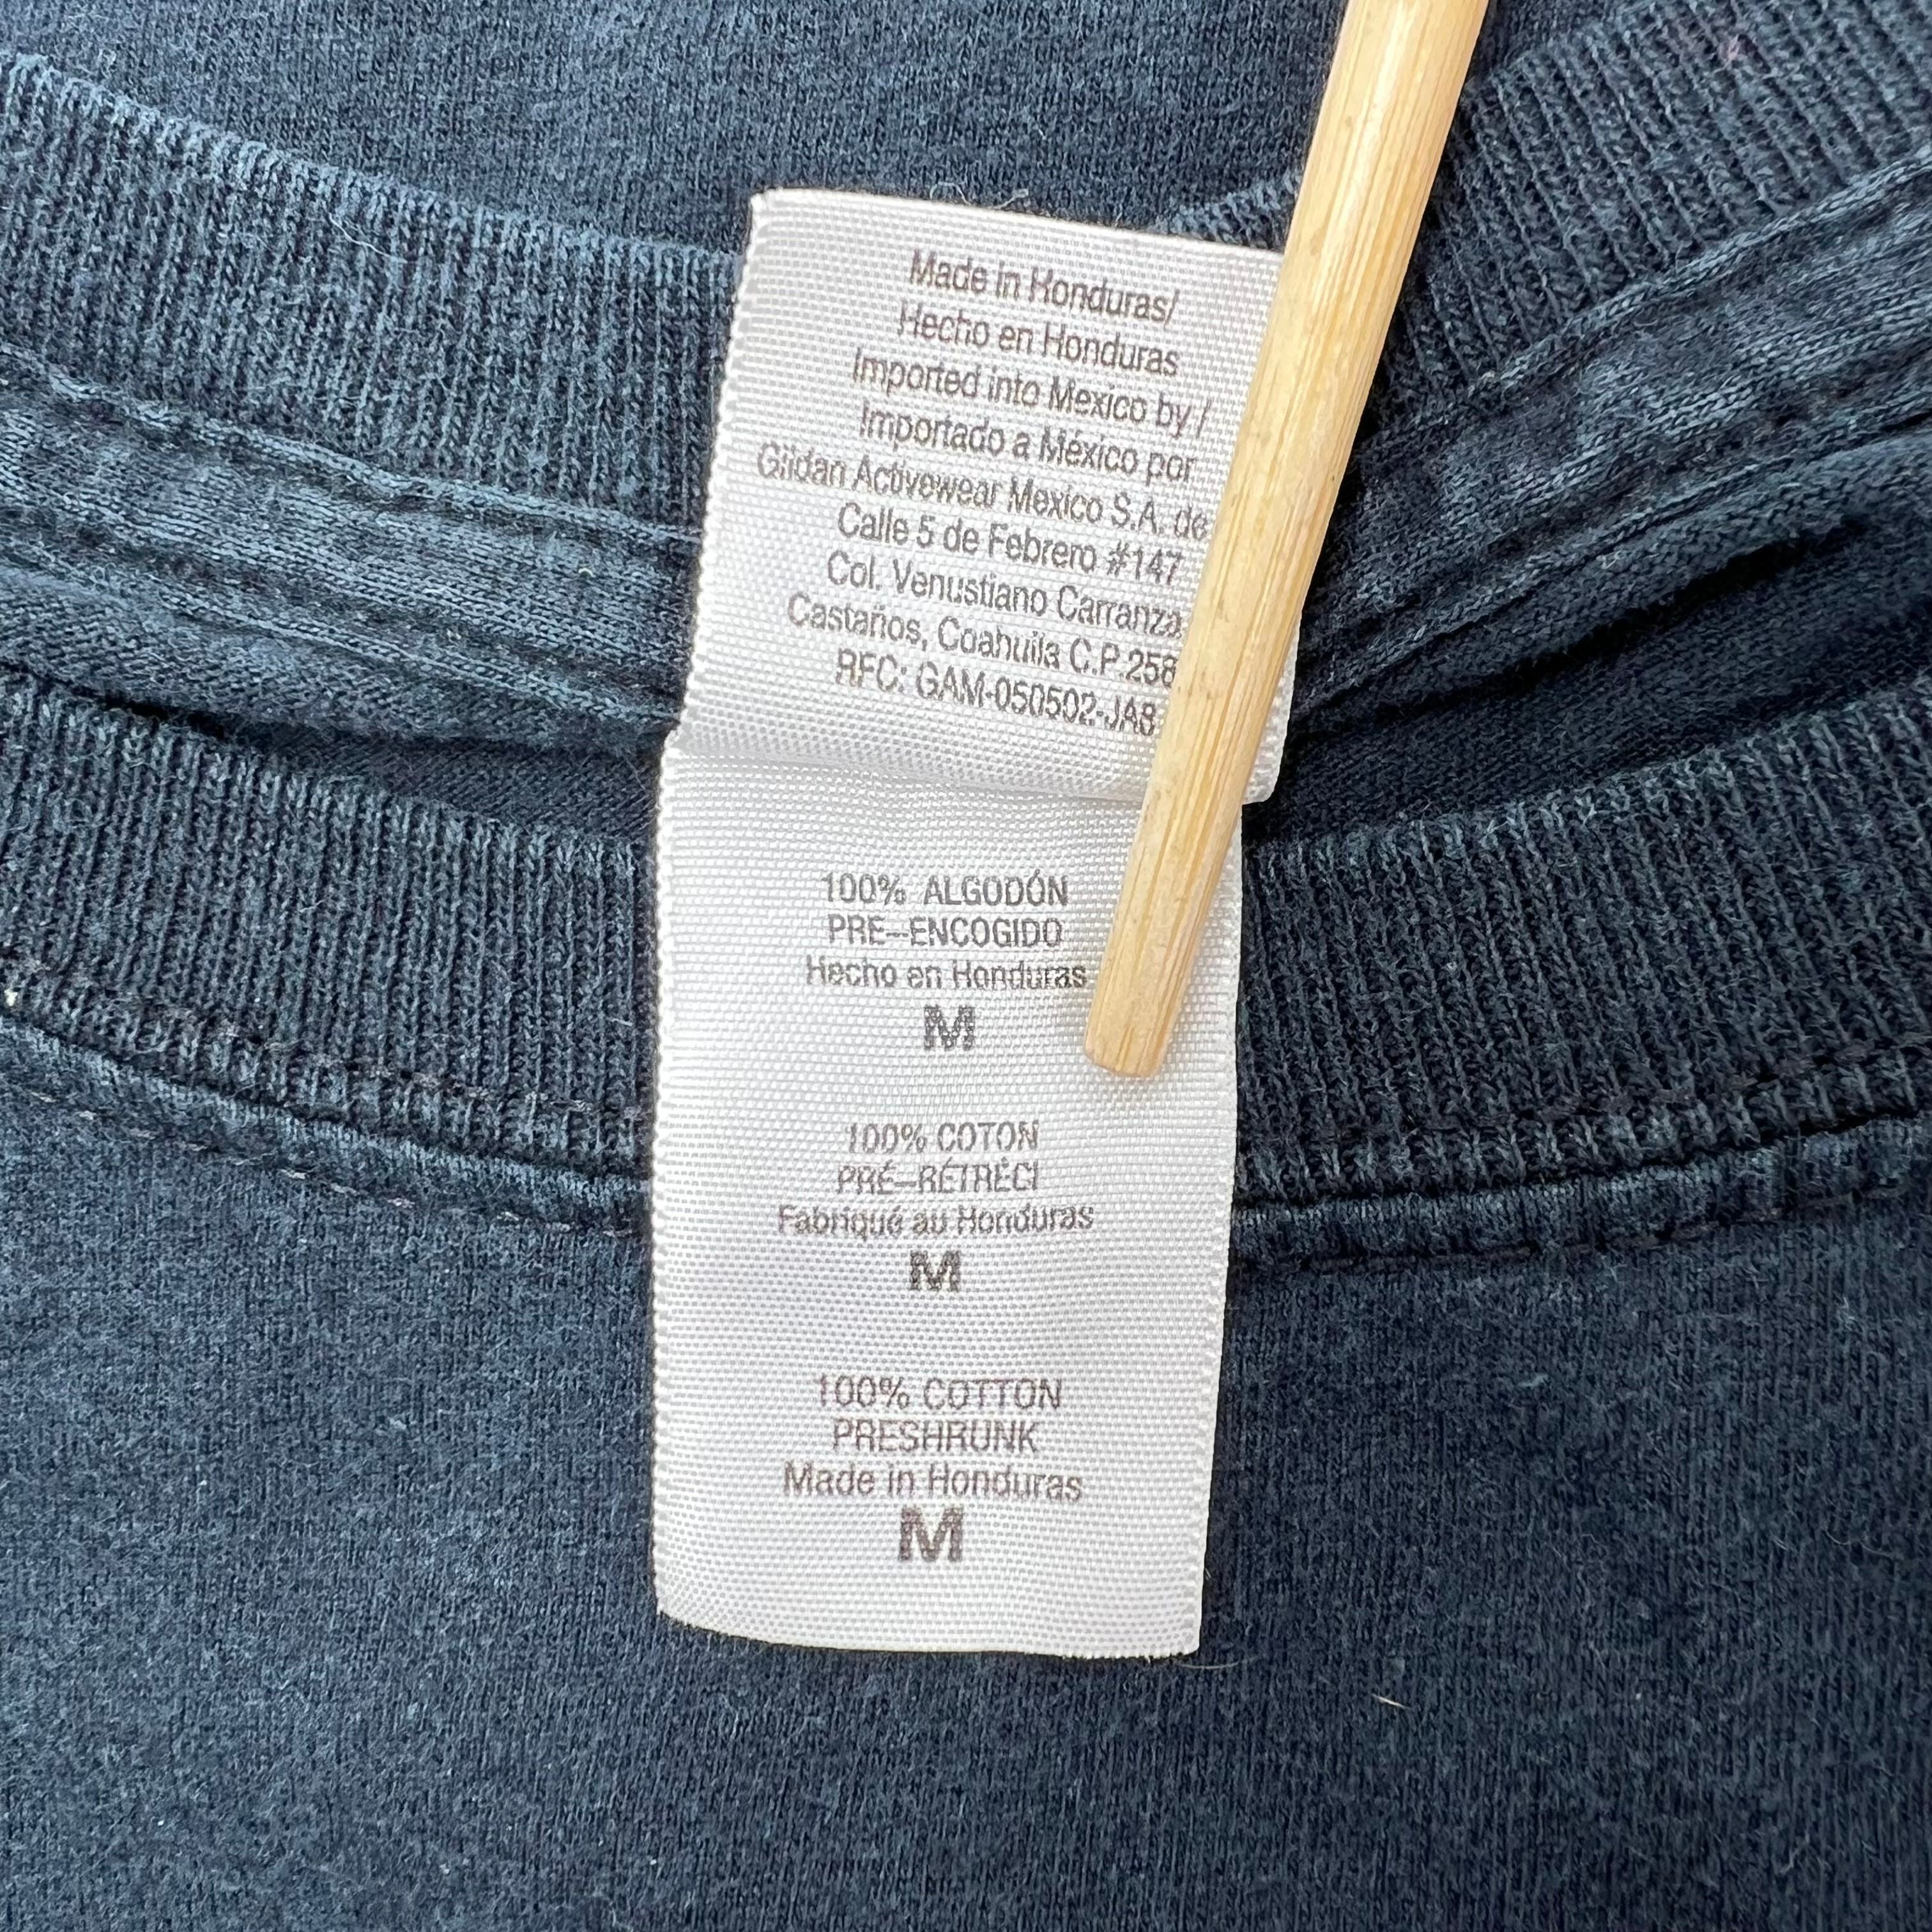 Made in Honduras/
Hecho en Honduras
Imported into Mexico by /
Importado a México por
Gildan Activewear Mexico S.A. de
Calle 5 de Febrero #147
Col. Venustiano Carranza
Castaños, Coahuila C.P.258
RFC: GAM-050502-JA8
100% ALGODÓN
PRE–ENCOGIDO
Hecho en Honduras
M
100% COTON
PRÉ–RÉTRÉCI
Fabriqué au Honduras
M
100% COTTON
PRESHRUNK
Made in Honduras
M